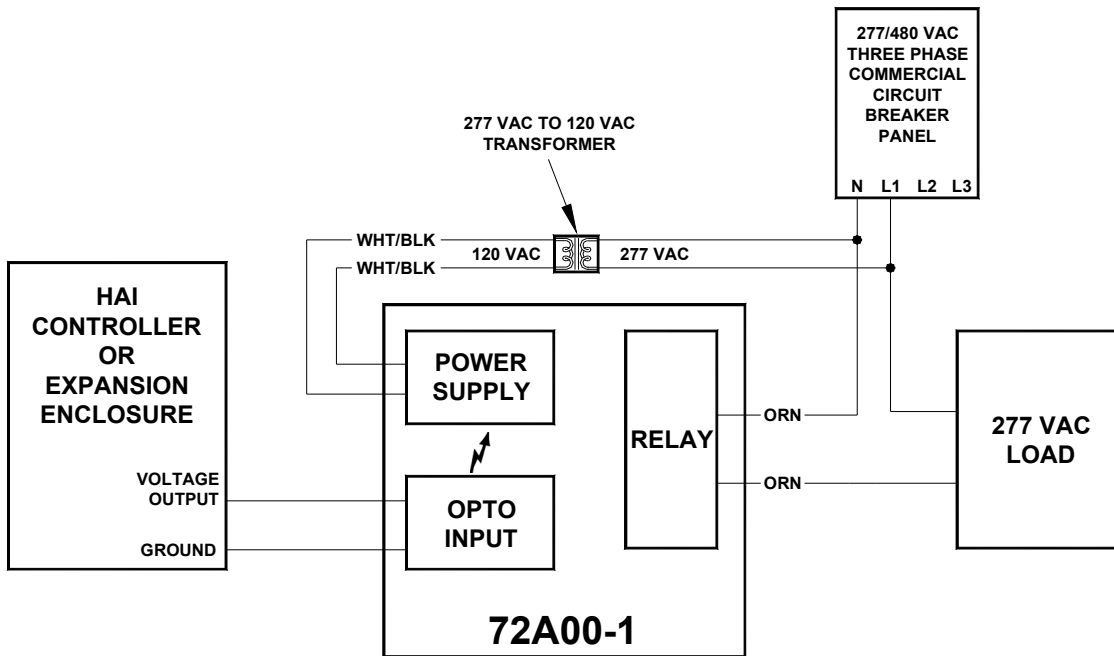 277/480 VAC
THREE PHASE
COMMERCIAL
CIRCUIT
BREAKER
PANEL
N L1 L2 L3
277 VAC TO 120 VAC
TRANSFORMER
WHT/BLK
120 VAC
277 VAC
WHT/BLK
HAI
CONTROLLER
OR
EXPANSION
ENCLOSURE
VOLTAGE
OUTPUT
GROUND
POWER
SUPPLY
OPTO
INPUT
RELAY
ORN
ORN
277 VAC
LOAD
72A00-1